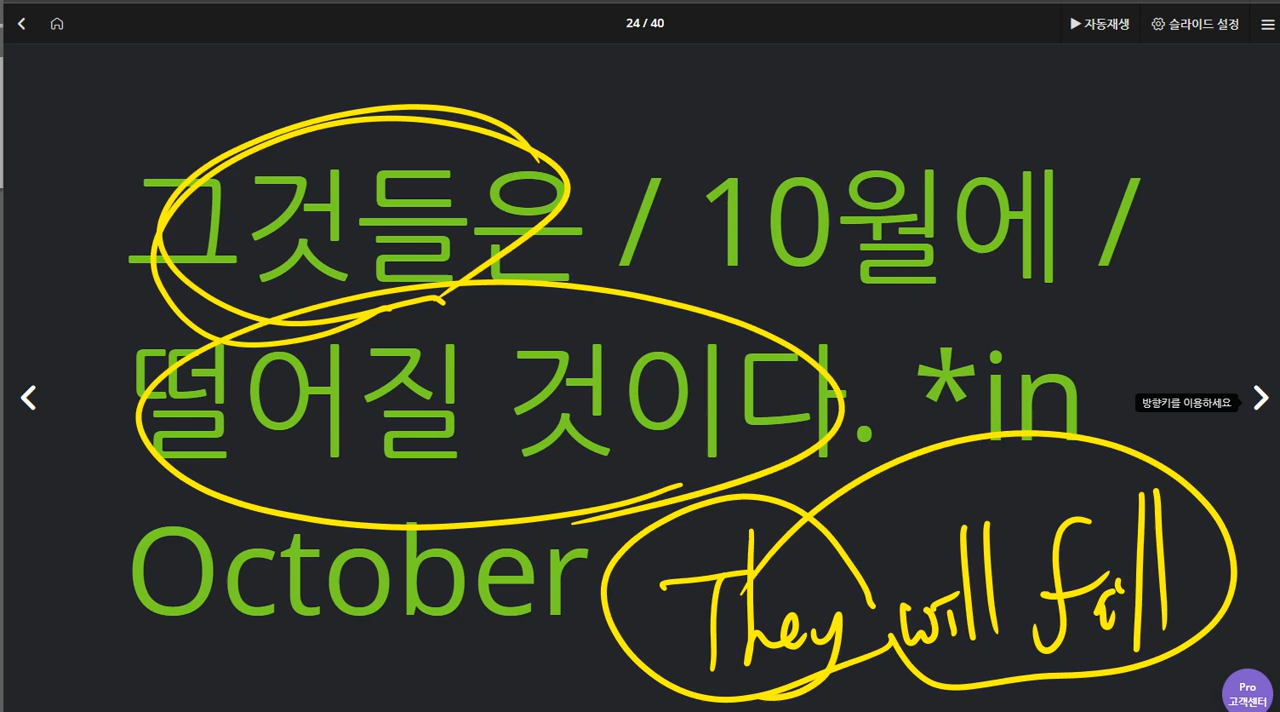 24 / 40
자동재생
슬라이드 설정
그것들은 / 10월에 /
떨어질 것이다. *in
방향키를 이용하세요
October
They will fall
Pro
고객센터